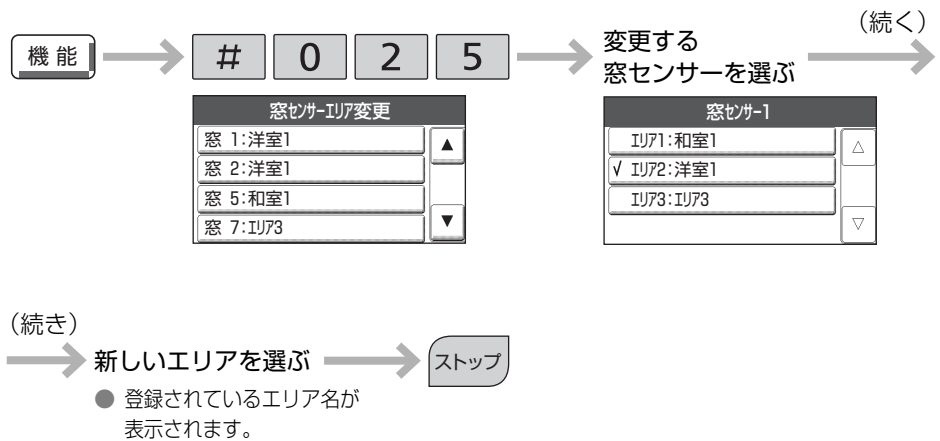 (続く)
機能
# 0 2 5
変更する
窓センサーを選ぶ
窓ｾﾝｻｰｴﾘｱ変更
窓 1:洋室1
窓 2:洋室1
窓 5:和室1
窓 7:ｴﾘｱ3
▲
▼
窓ｾﾝｻｰ1
ｴﾘｱ1:和室1
√ ｴﾘｱ2:洋室1
ｴﾘｱ3:ｴﾘｱ3
△
▽
(続き)
新しいエリアを選ぶ
ストップ
● 登録されているエリア名が
表示されます。